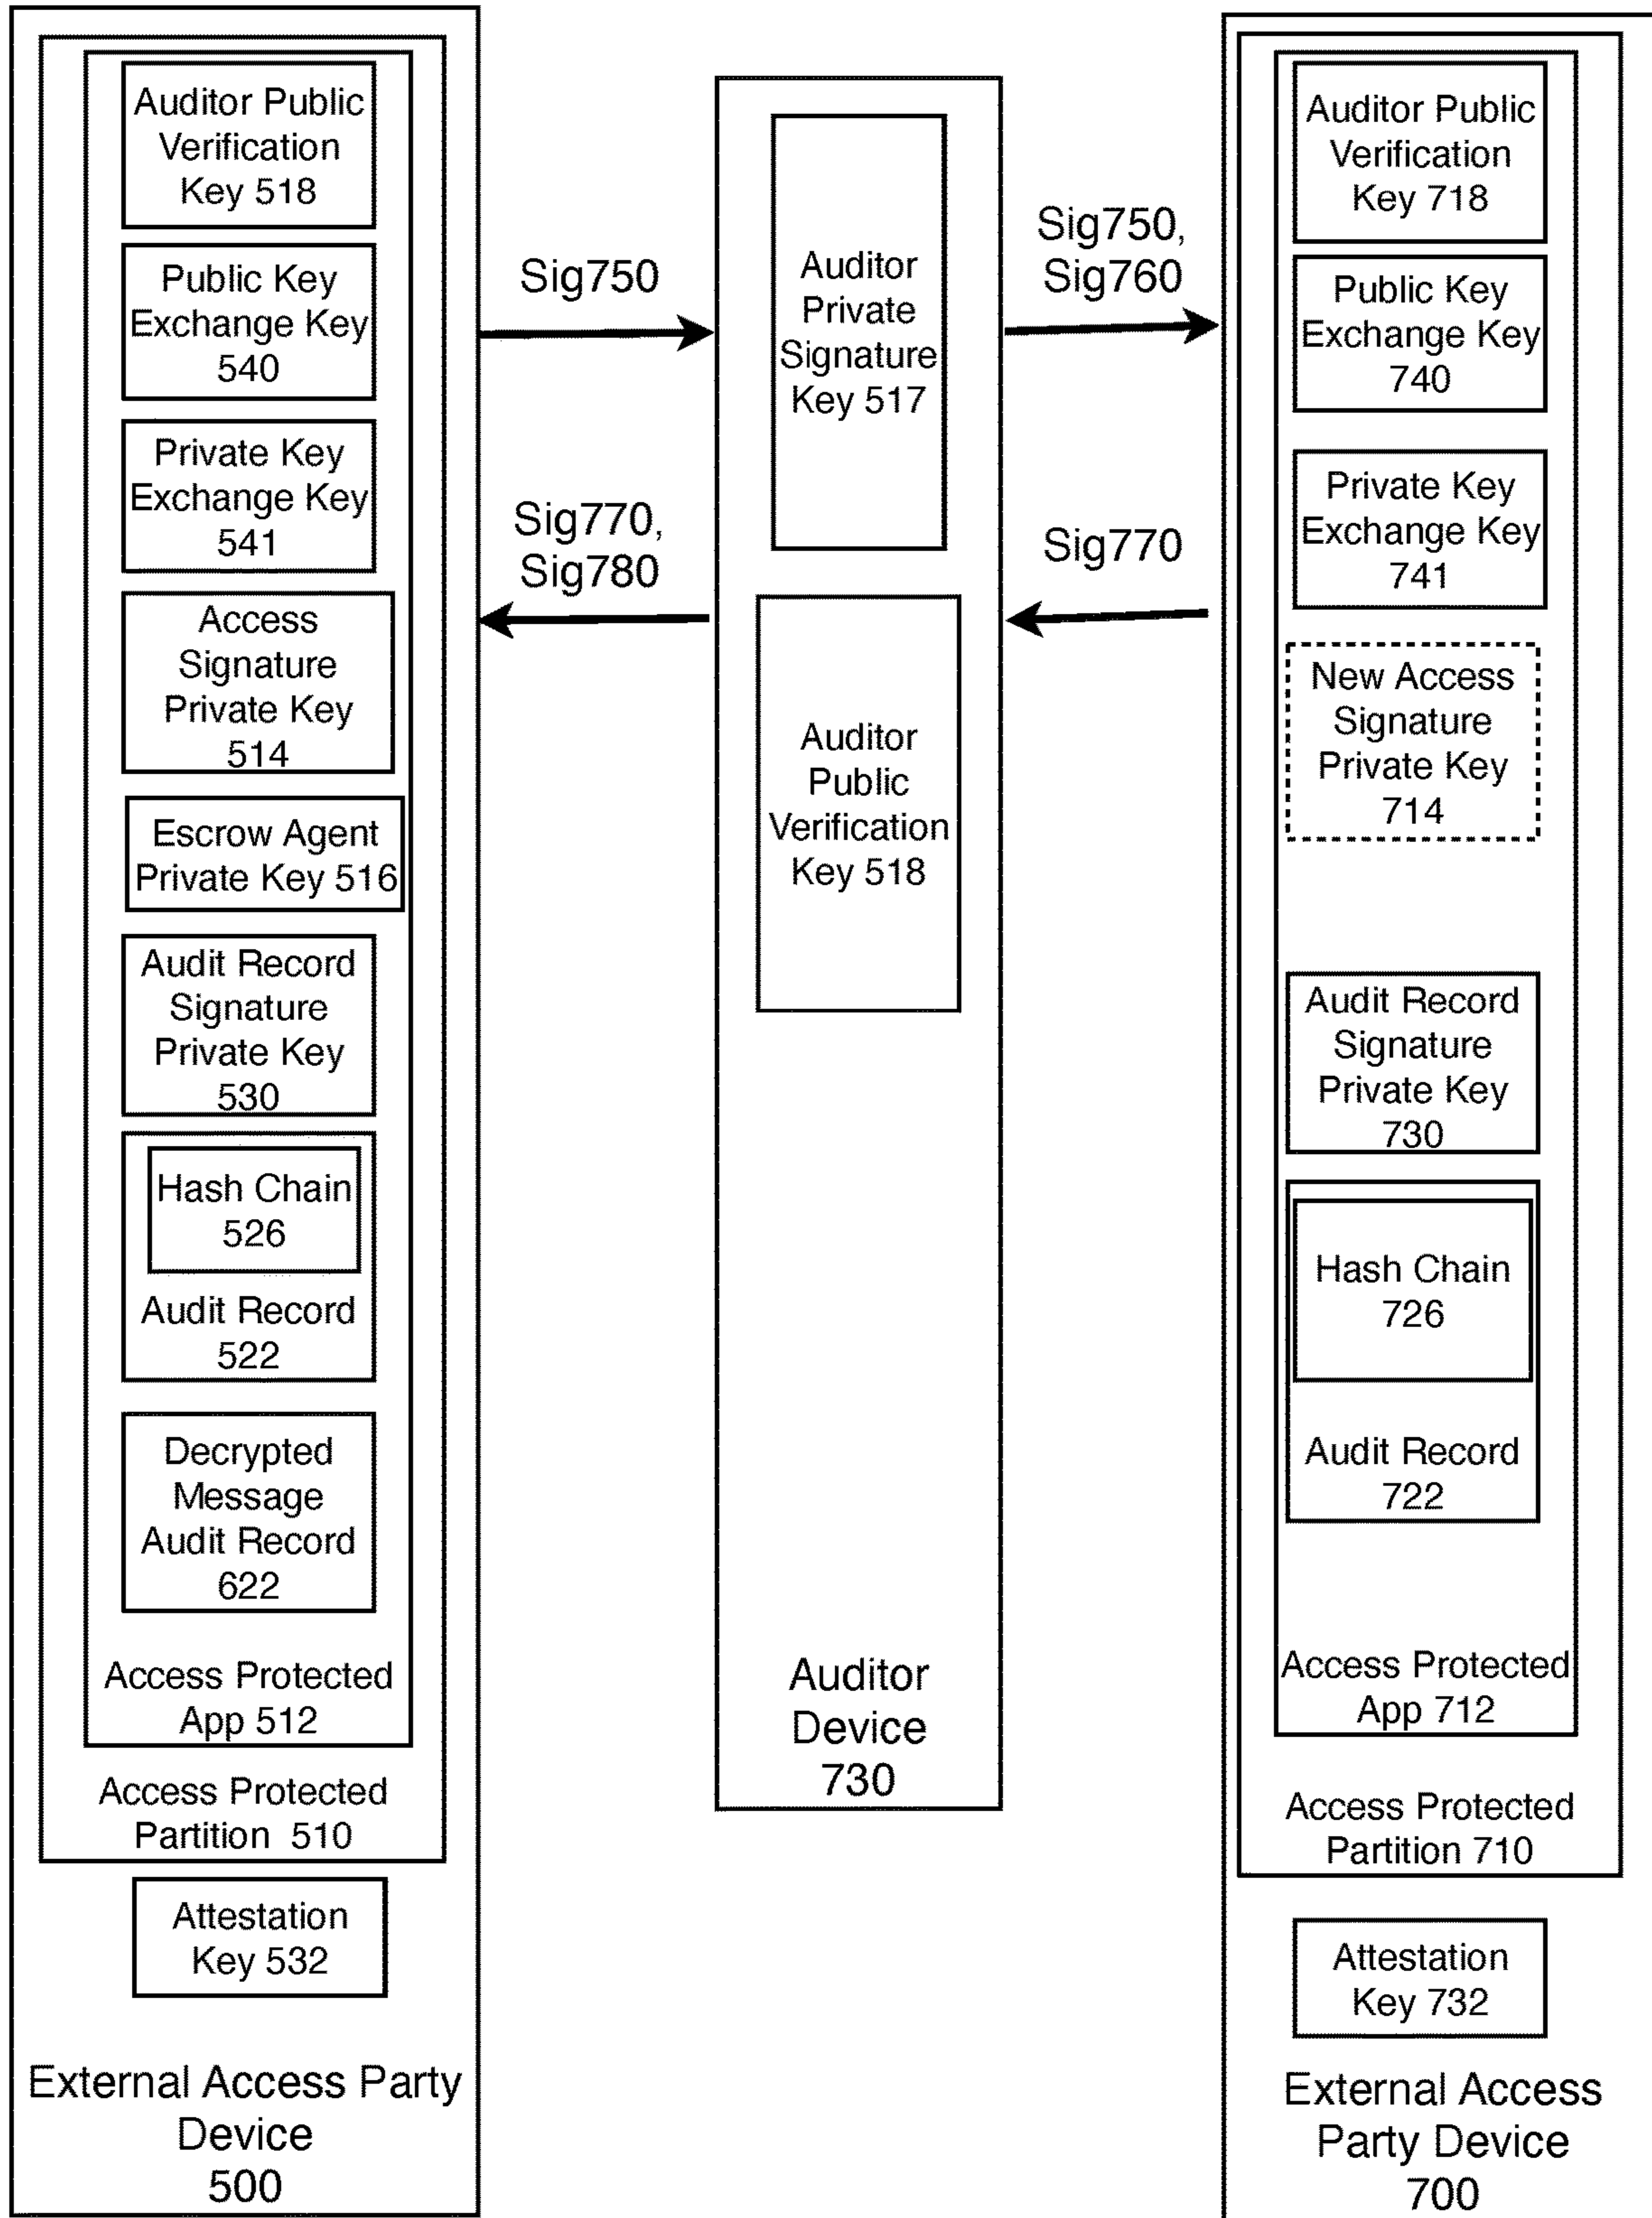 Auditor Public
Verification
Key 518
Public Key
Exchange Key
540
Private Key
Exchange Key
541
Access
Signature
Private Key
514
Escrow Agent
Private Key 516
Audit Record
Signature
Private Key
530
Hash Chain
526
Audit Record
522
Decrypted
Message
Audit Record
622
Access Protected
App 512
Access Protected
Partition 510
Attestation
Key 532
External Access Party
Device
500
Sig750
Sig770,
Sig780
Auditor
Private
Signature
Key 517
Auditor
Public
Verification
Key 518
Auditor
Device
730
Sig750,
Sig760
Sig770
Auditor Public
Verification
Key 718
Public Key
Exchange Key
740
Private Key
Exchange Key
741
New Access
Signature
Private Key
714
Audit Record
Signature
Private Key
730
Hash Chain
726
Audit Record
722
Access Protected
App 712
Access Protected
Partition 710
Attestation
Key 732
External Access
Party Device
700